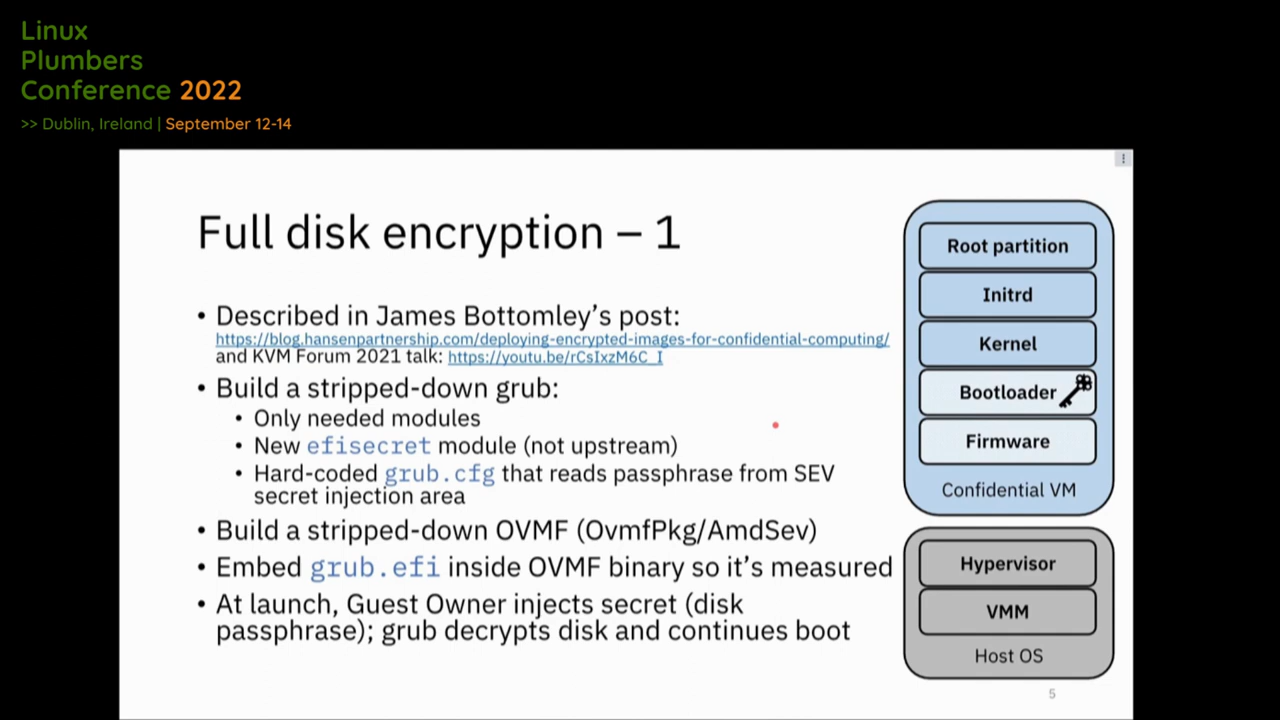 Linux
Plumbers
Conference 2022
>> Dublin, Ireland | September 12-14
Full disk encryption – 1
• Described in James Bottomley’s post:
https://blog.hansenpartnership.com/deploying-encrypted-images-for-confidential-computing/
and KVM Forum 2021 talk: https://youtu.be/rCsIxzM6C_I
• Build a stripped-down grub:
• Only needed modules
• New efisecret module (not upstream)
• Hard-coded grub.cfg that reads passphrase from SEV
secret injection area
• Build a stripped-down OVMF (OvmfPkg/AmdSev)
• Embed grub.efi inside OVMF binary so it’s measured
• At launch, Guest Owner injects secret (disk
passphrase); grub decrypts disk and continues boot
Root partition
Initrd
Kernel
Bootloader
Firmware
Confidential VM
Hypervisor
VMM
Host OS
5